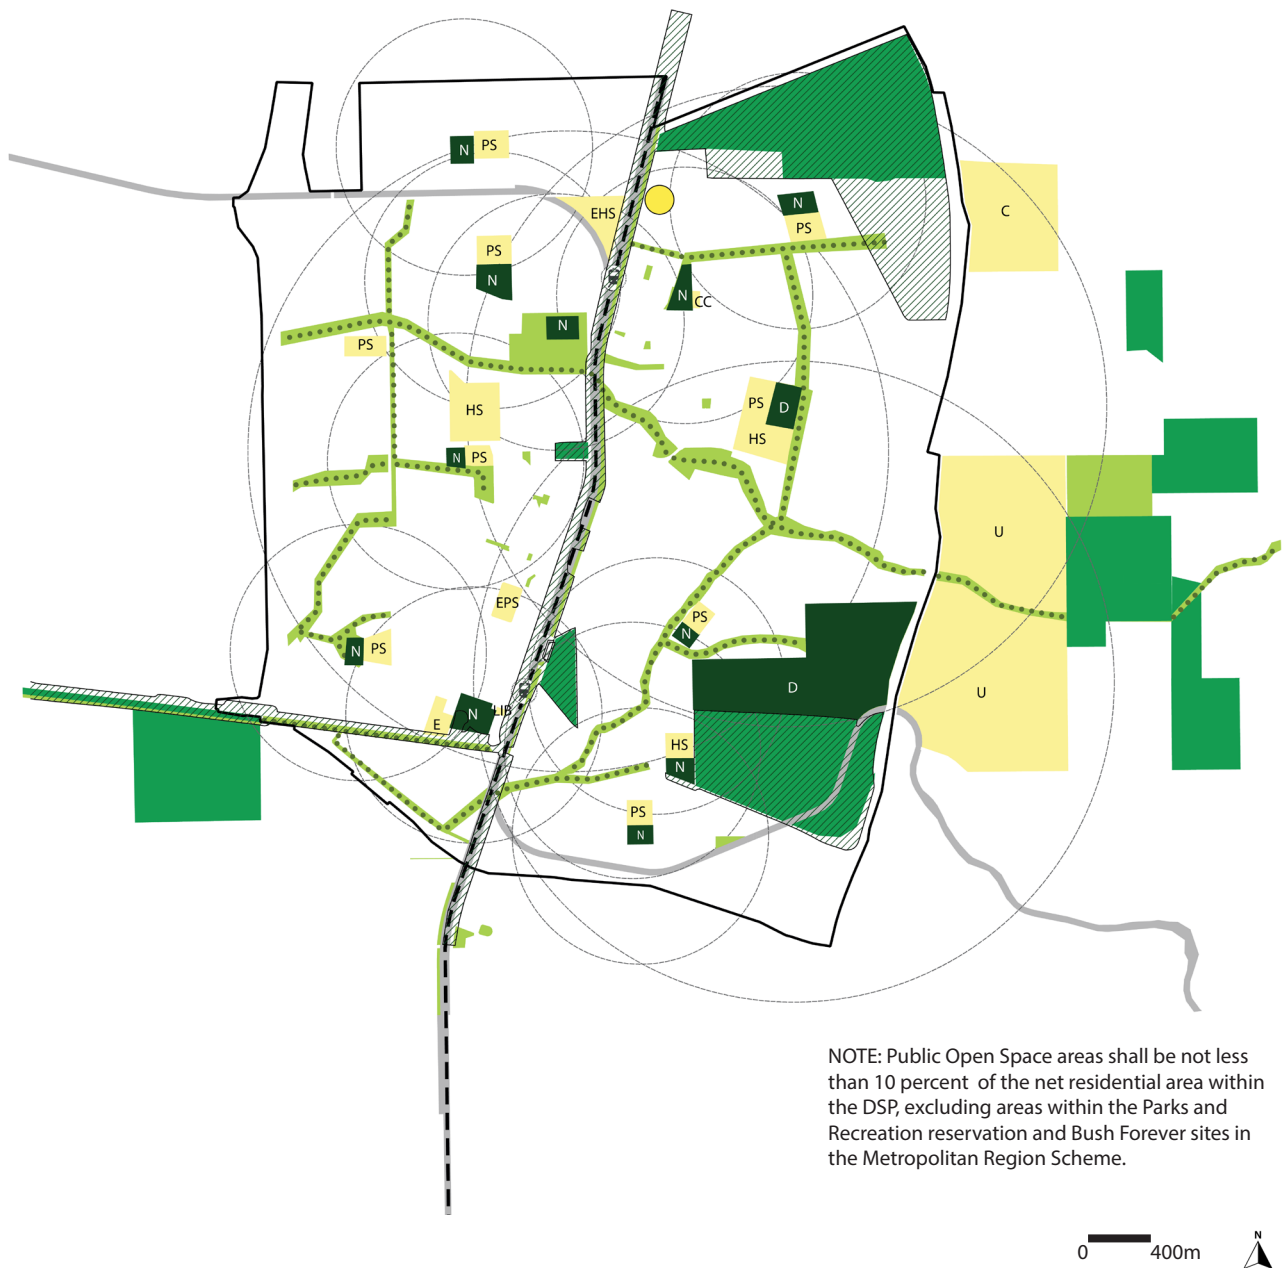 N PS
EHS
N
PS
C
PS
N
N CC
N
PS
HS
PS
D
HS
N PS
U
EPS
PS
N
N PS
D
U
E
N
LIB
HS
N
PS
N
NOTE: Public Open Space areas shall be not less
than 10 percent of the net residential area within
the DSP, excluding areas within the Parks and
Recreation reservation and Bush Forever sites in
the Metropolitan Region Scheme.
N
0 400m